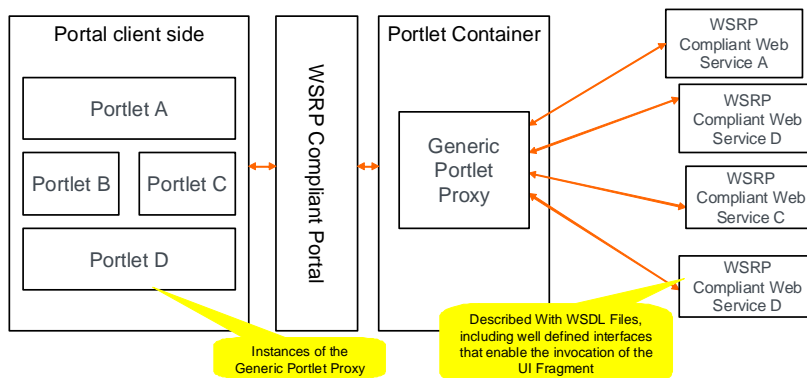 Portal client side
Portlet A
Portlet B
Portlet C
Portlet D
Instances of the
Generic Portlet Proxy
WSRP Compliant Portal
Portlet Container
Generic
Portlet
Proxy
WSRP
Compliant Web
Service A
WSRP
Compliant Web
Service D
WSRP
Compliant Web
Service C
WSRP
Compliant Web
Service D
Described With WSDL Files,
including well defined interfaces
that enable the invocation of the
UI Fragment